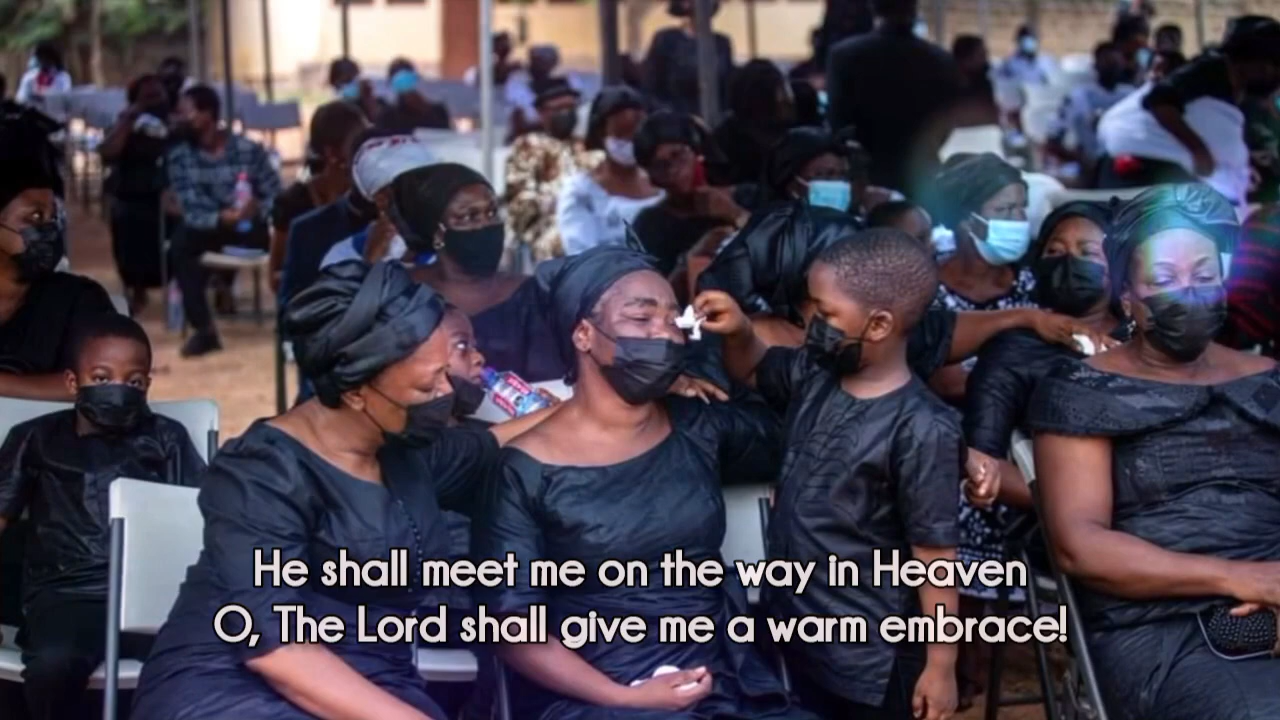 He shall meet me on the way in Heaven
O, The Lord shall give me a warm embrace!